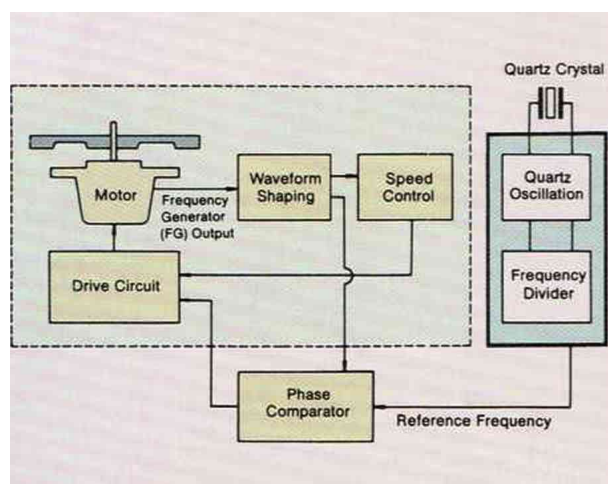 Quartz Crystal
Motor
Frequency
Generator
(FG) Output
Waveform
Shaping
Speed
Control
Quartz
Oscillation
Drive Circuit
Frequency
Divider
Phase
Comparator
Reference Frequency